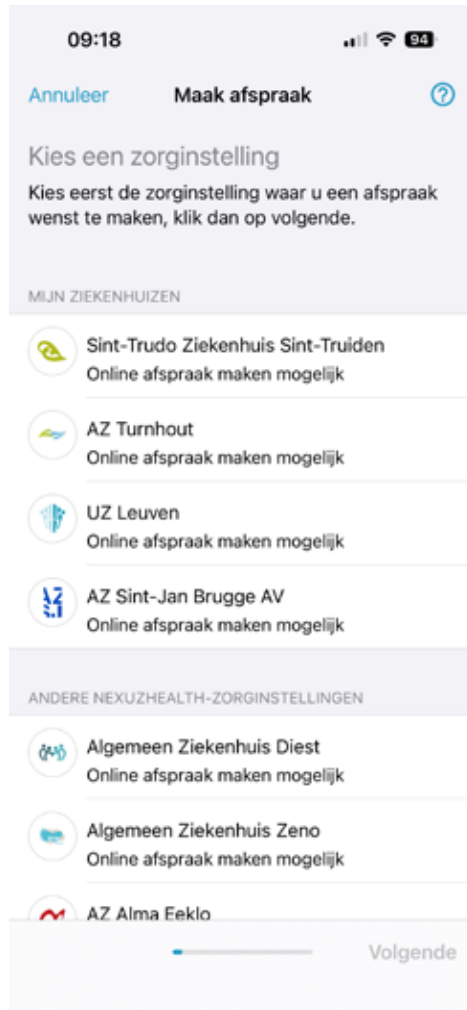 09:18
94
Annuleer
Maak afspraak
?
Kies een zorginstelling
Kies eerst de zorginstelling waar u een afspraak
wenst te maken, klik dan op volgende.
MIJN ZIEKENHUIZEN
Sint-Trudo Ziekenhuis Sint-Truiden
Online afspraak maken mogelijk
AZ Turnhout
Online afspraak maken mogelijk
UZ Leuven
Online afspraak maken mogelijk
AZ Sint-Jan Brugge AV
Online afspraak maken mogelijk
ANDERE NEXUZHEALTH-ZORGINSTELLINGEN
Algemeen Ziekenhuis Diest
Online afspraak maken mogelijk
Algemeen Ziekenhuis Zeno
Online afspraak maken mogelijk
AZ Alma Eeklo
Volgende